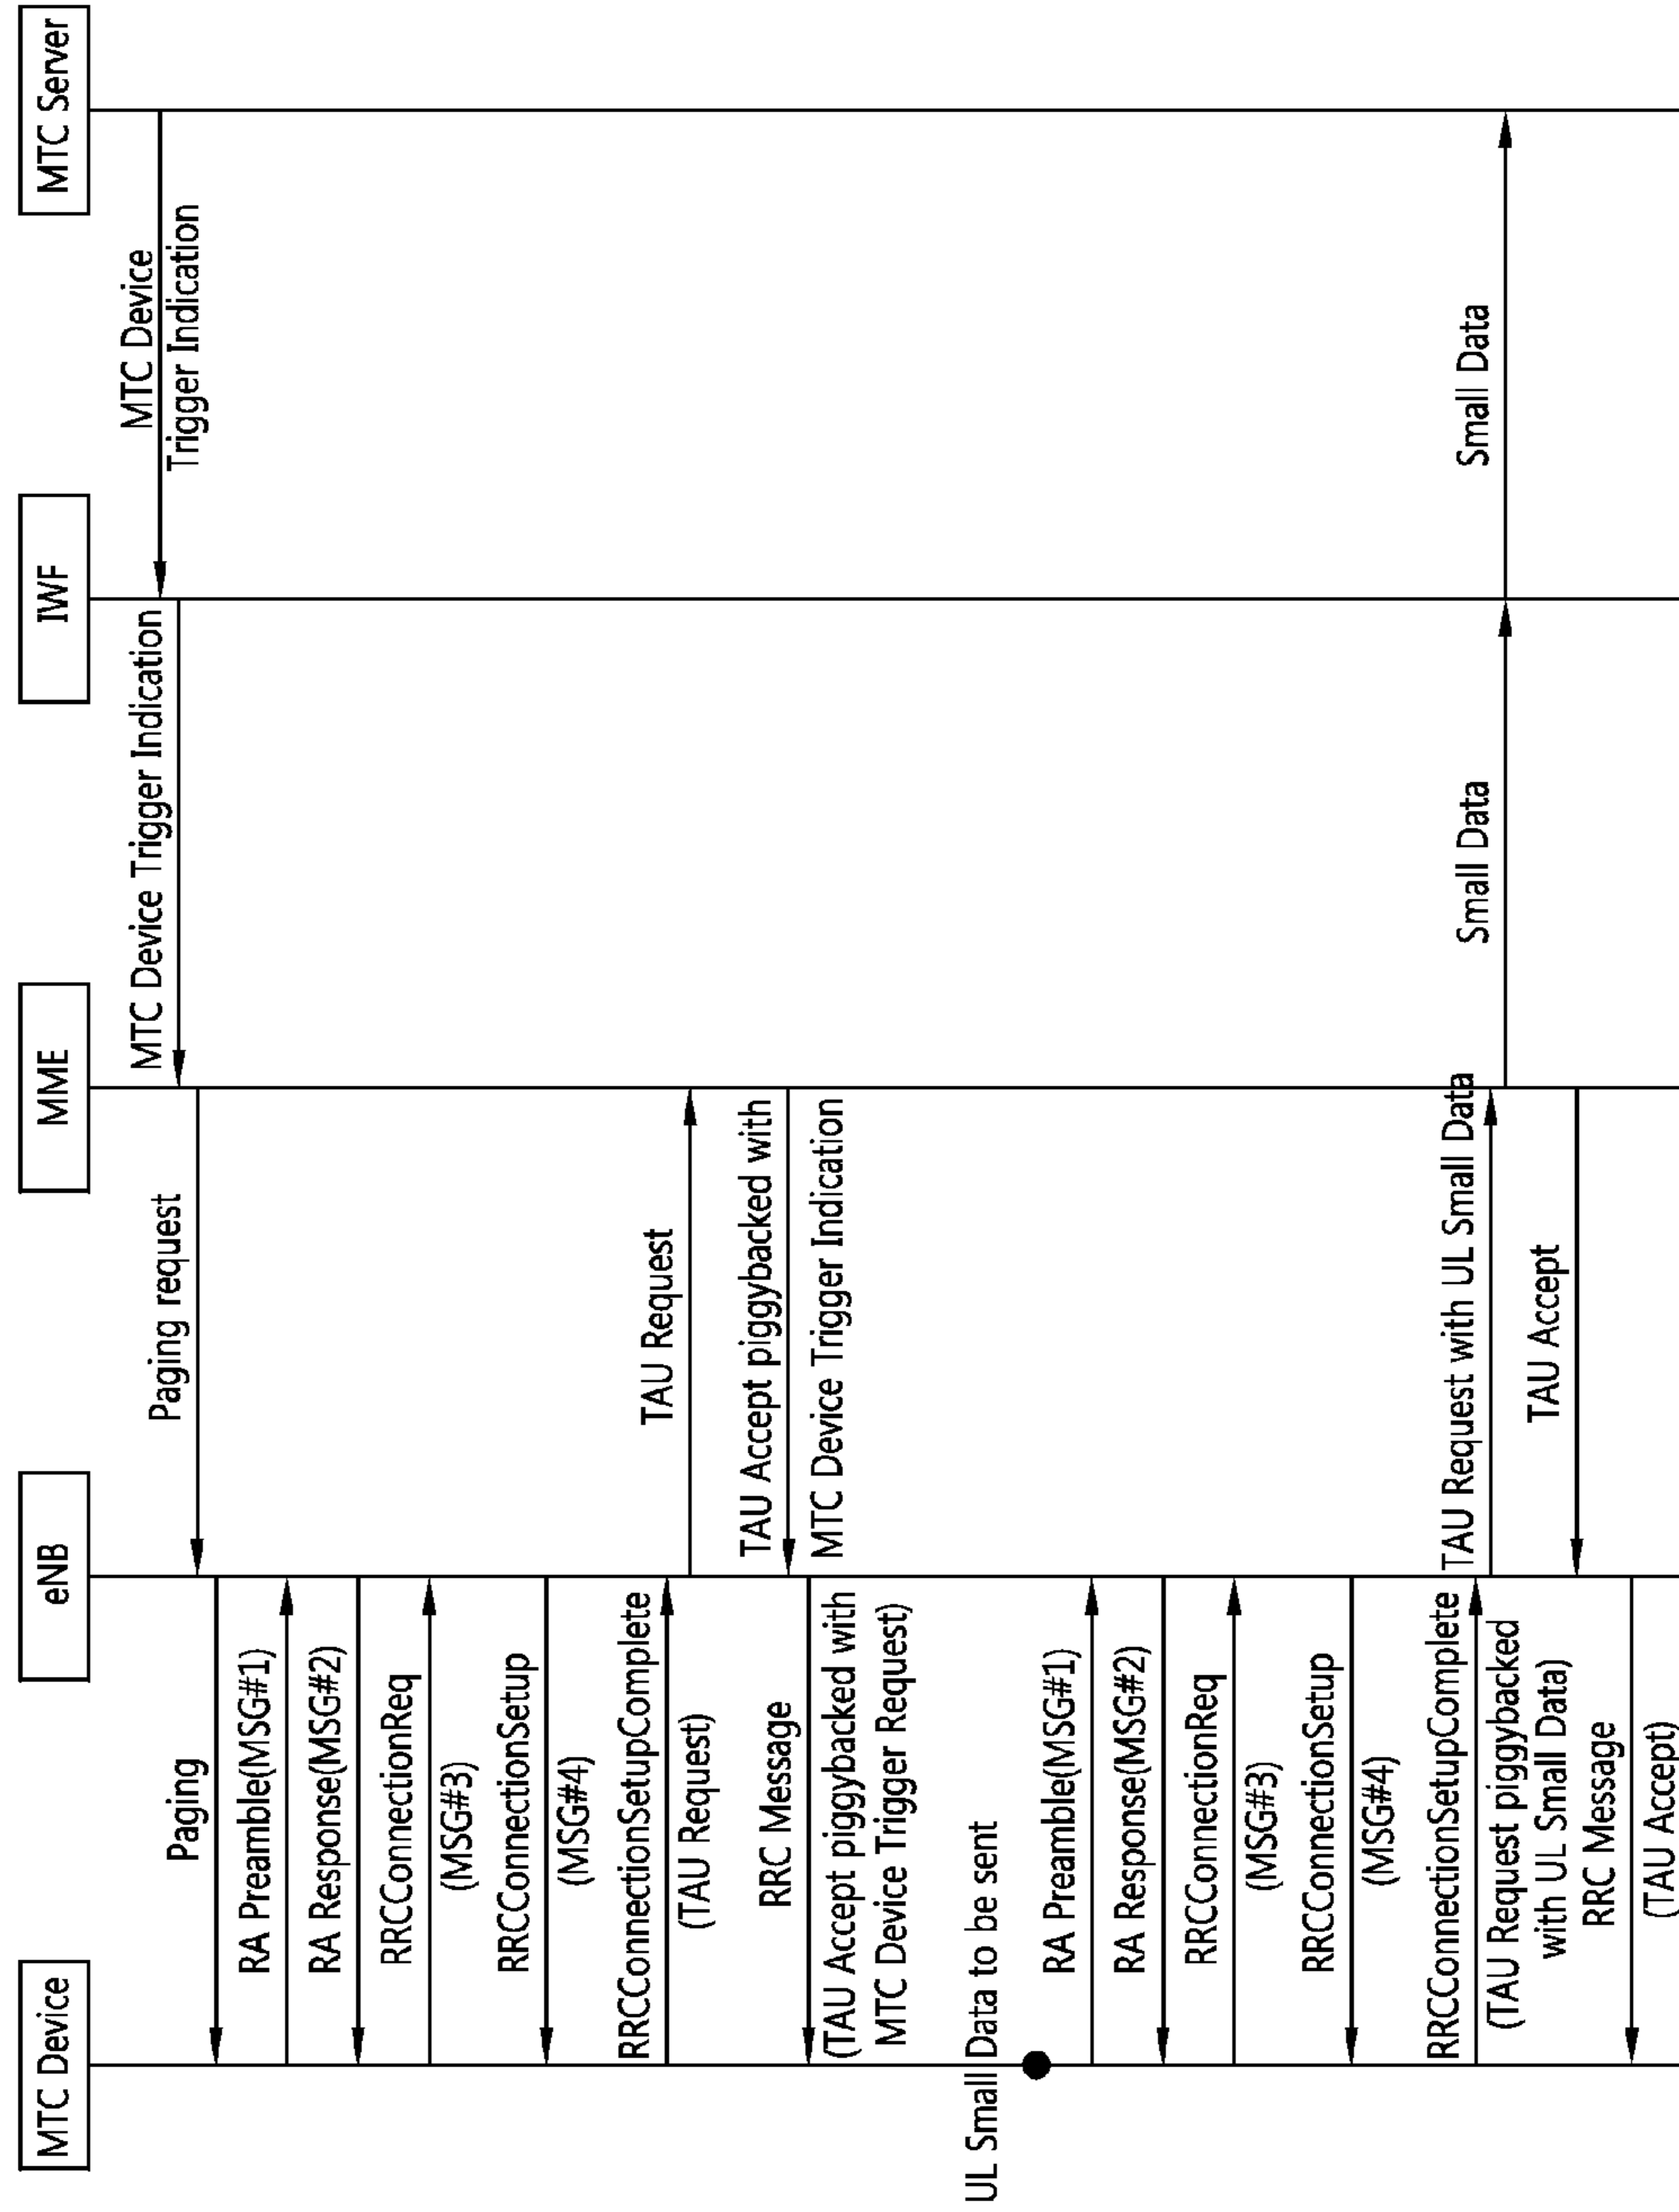 MTC Device
eNB
MME
IWF
MTC Server
MTC Device
Trigger Indication
MTC Device Trigger Indication
Paging request
Paging
RA Preamble(MSG#1)
RA Response(MSG#2)
RRCConnectionReq
(MSG#3)
RRCConnectionSetup
(MSG#4)
RRCConnectionSetupComplete
(TAU Request)
TAU Request
TAU Accept piggybacked with
MTC Device Trigger Indication
RRC Message
(TAU Accept piggybacked with
MTC Device Trigger Request)
UL Small Data to be sent
RA Preamble(MSG#1)
RA Response(MSG#2)
RRCConnectionReq
(MSG#3)
RRCConnectionSetup
(MSG#4)
RRCConnectionSetupComplete
(TAU Request piggybacked
with UL Small Data)
TAU Request with UL Small Data
Small Data
Small Data
TAU Accept
RRC Message
(TAU Accept)